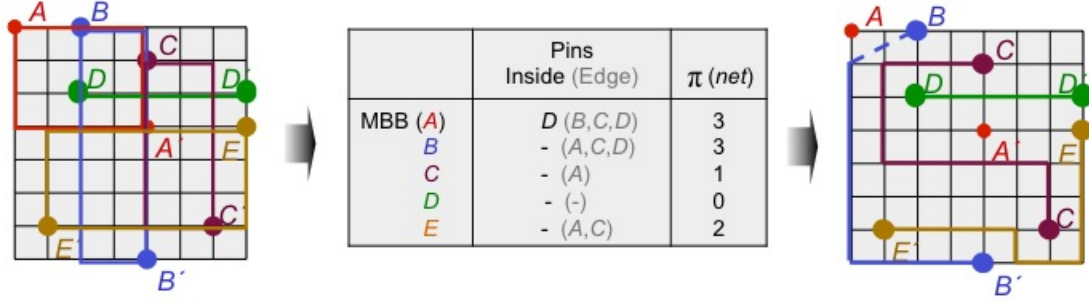 A
B
C
D
D´
A´
E
C´
E´
B´
Pins
Inside (Edge)
π (net)
MBB (A)
D (B,C,D)
3
B
- (A,C,D)
3
C
- (A)
1
D
- (-)
0
E
- (A,C)
2
A
B
C
D
D´
A´
E
C´
E´
B´